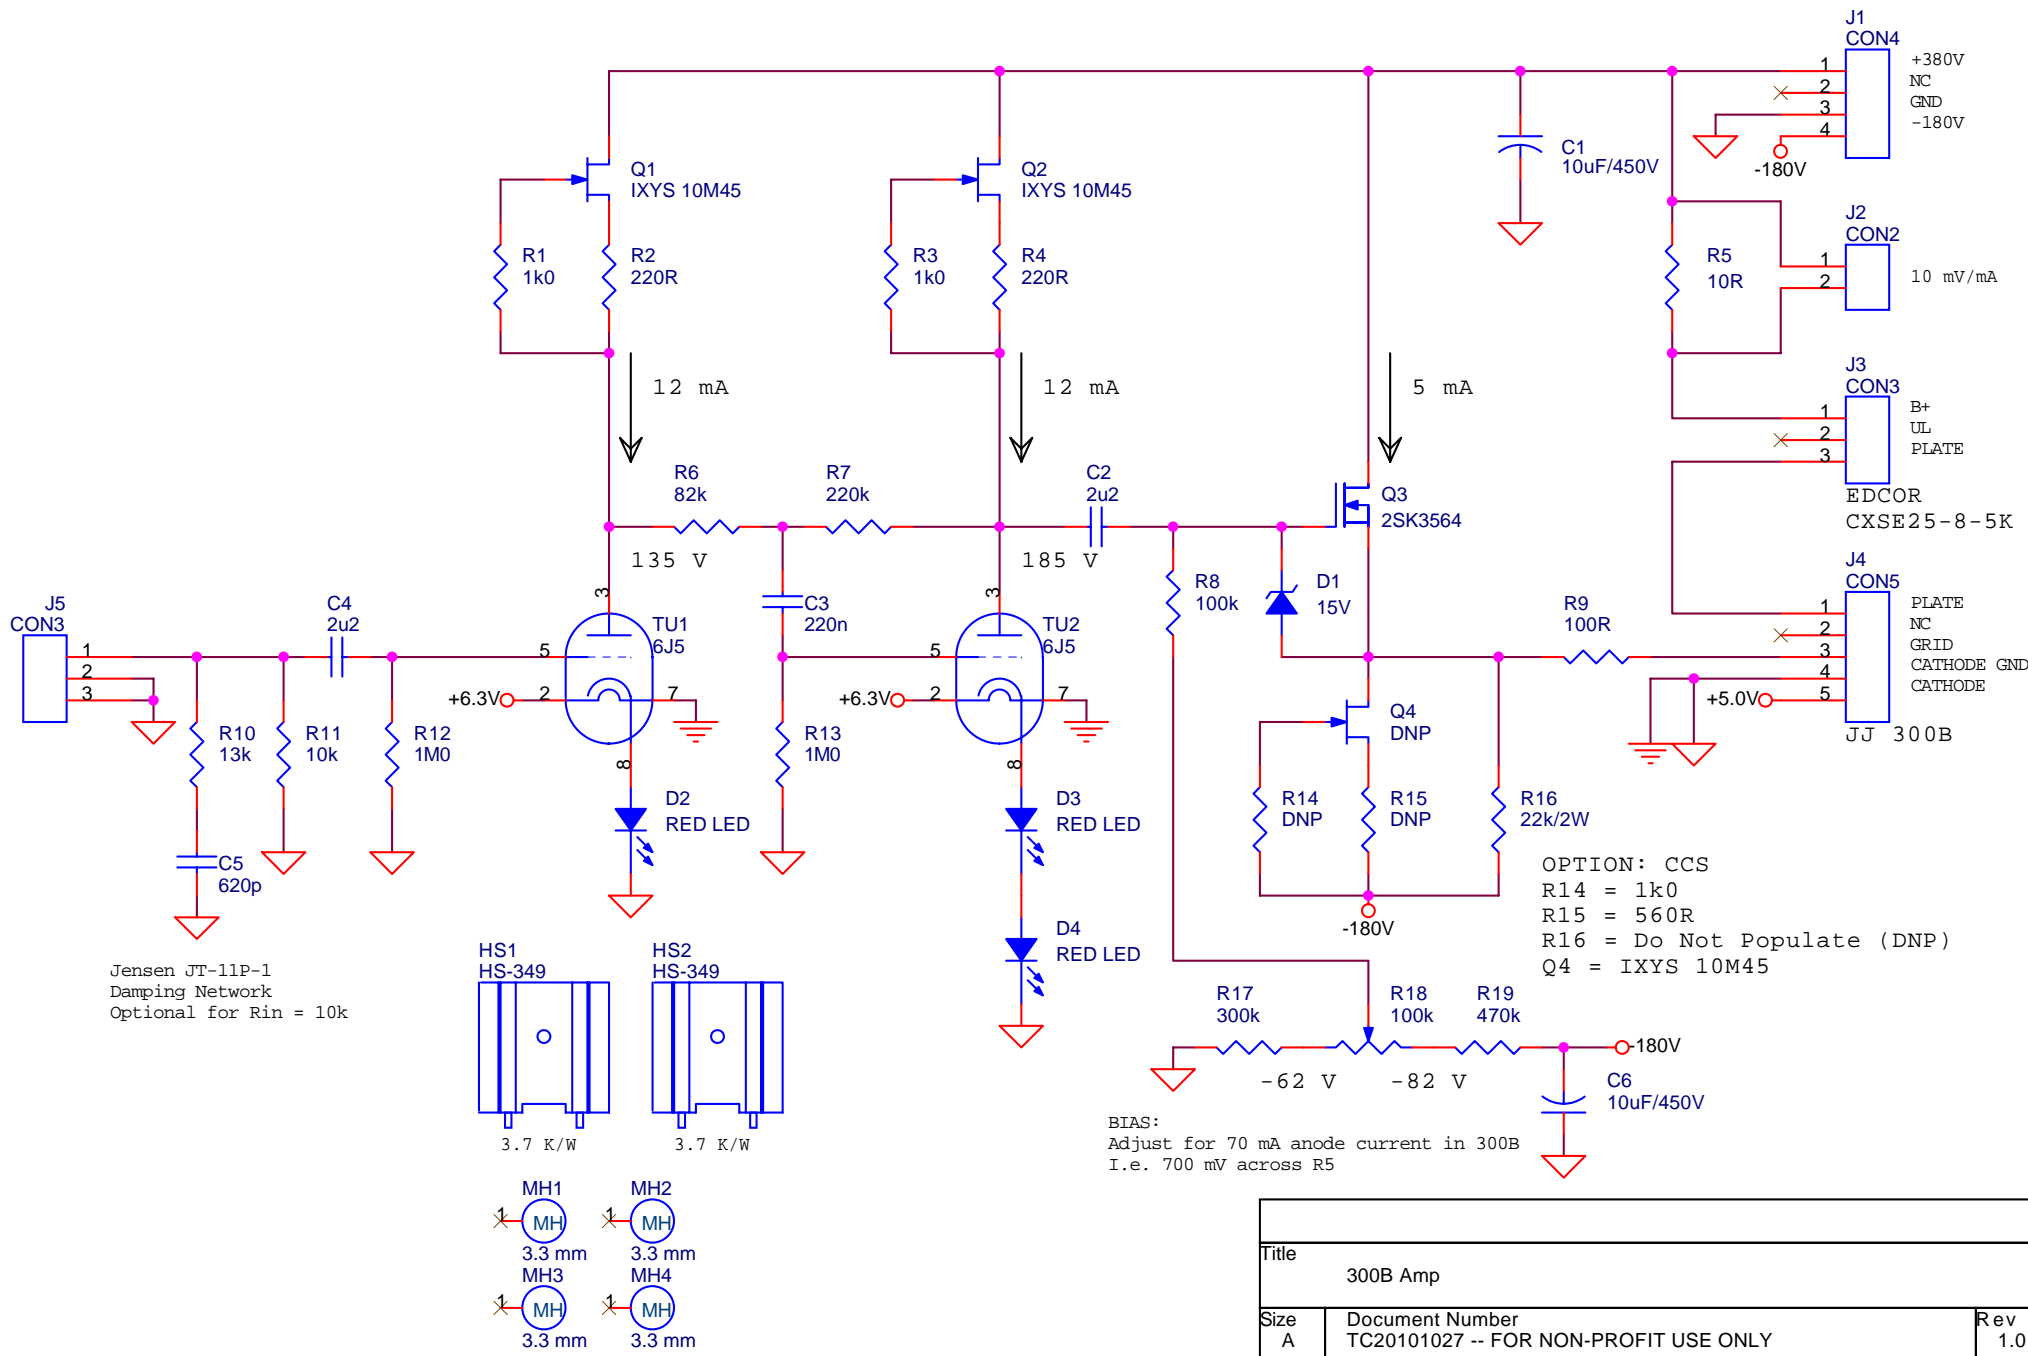 J1
CON4
1
+380V
2
NC
3
GND
4
-180V
-180V
Q1
IXYS 10M45
Q2
IXYS 10M45
C1
10uF/450V
J2
CON2
1
2
10 mV/mA
R1
1k0
R2
220R
R3
1k0
R4
220R
R5
10R
12 mA
12 mA
5 mA
J3
CON3
1
B+
2
UL
3
PLATE
EDCOR
CXSE25-8-5K
R6
82k
R7
220k
C2
2u2
Q3
2SK3564
135 V
185 V
R8
100k
D1
15V
R9
100R
J4
CON5
1
PLATE
2
NC
3
GRID
4
CATHODE GND
5
CATHODE
+5.0V
JJ 300B
J5
CON3
1
2
3
C4
2u2
3
TU1
6J5
5
2
7
8
+6.3V
C3
220n
3
TU2
6J5
5
2
7
8
+6.3V
R10
13k
R11
10k
R12
1M0
R13
1M0
Q4
DNP
D2
RED LED
D3
RED LED
R14
DNP
R15
DNP
R16
22k/2W
C5
620p
-180V
OPTION: CCS
R14 = 1k0
R15 = 560R
R16 = Do Not Populate (DNP)
Q4 = IXYS 10M45
D4
RED LED
Jensen JT-11P-1
Damping Network
Optional for Rin = 10k
HS1
HS-349
3.7 K/W
HS2
HS-349
3.7 K/W
R17
300k
R18
100k
R19
470k
-180V
-62 V
-82 V
C6
10uF/450V
BIAS:
Adjust for 70 mA anode current in 300B
I.e. 700 mV across R5
MH1
1
MH
3.3 mm
MH2
1
MH
3.3 mm
MH3
1
MH
3.3 mm
MH4
1
MH
3.3 mm
Title
300B Amp
Size
A
Document Number
TC20101027 -- FOR NON-PROFIT USE ONLY
Rev
1.0